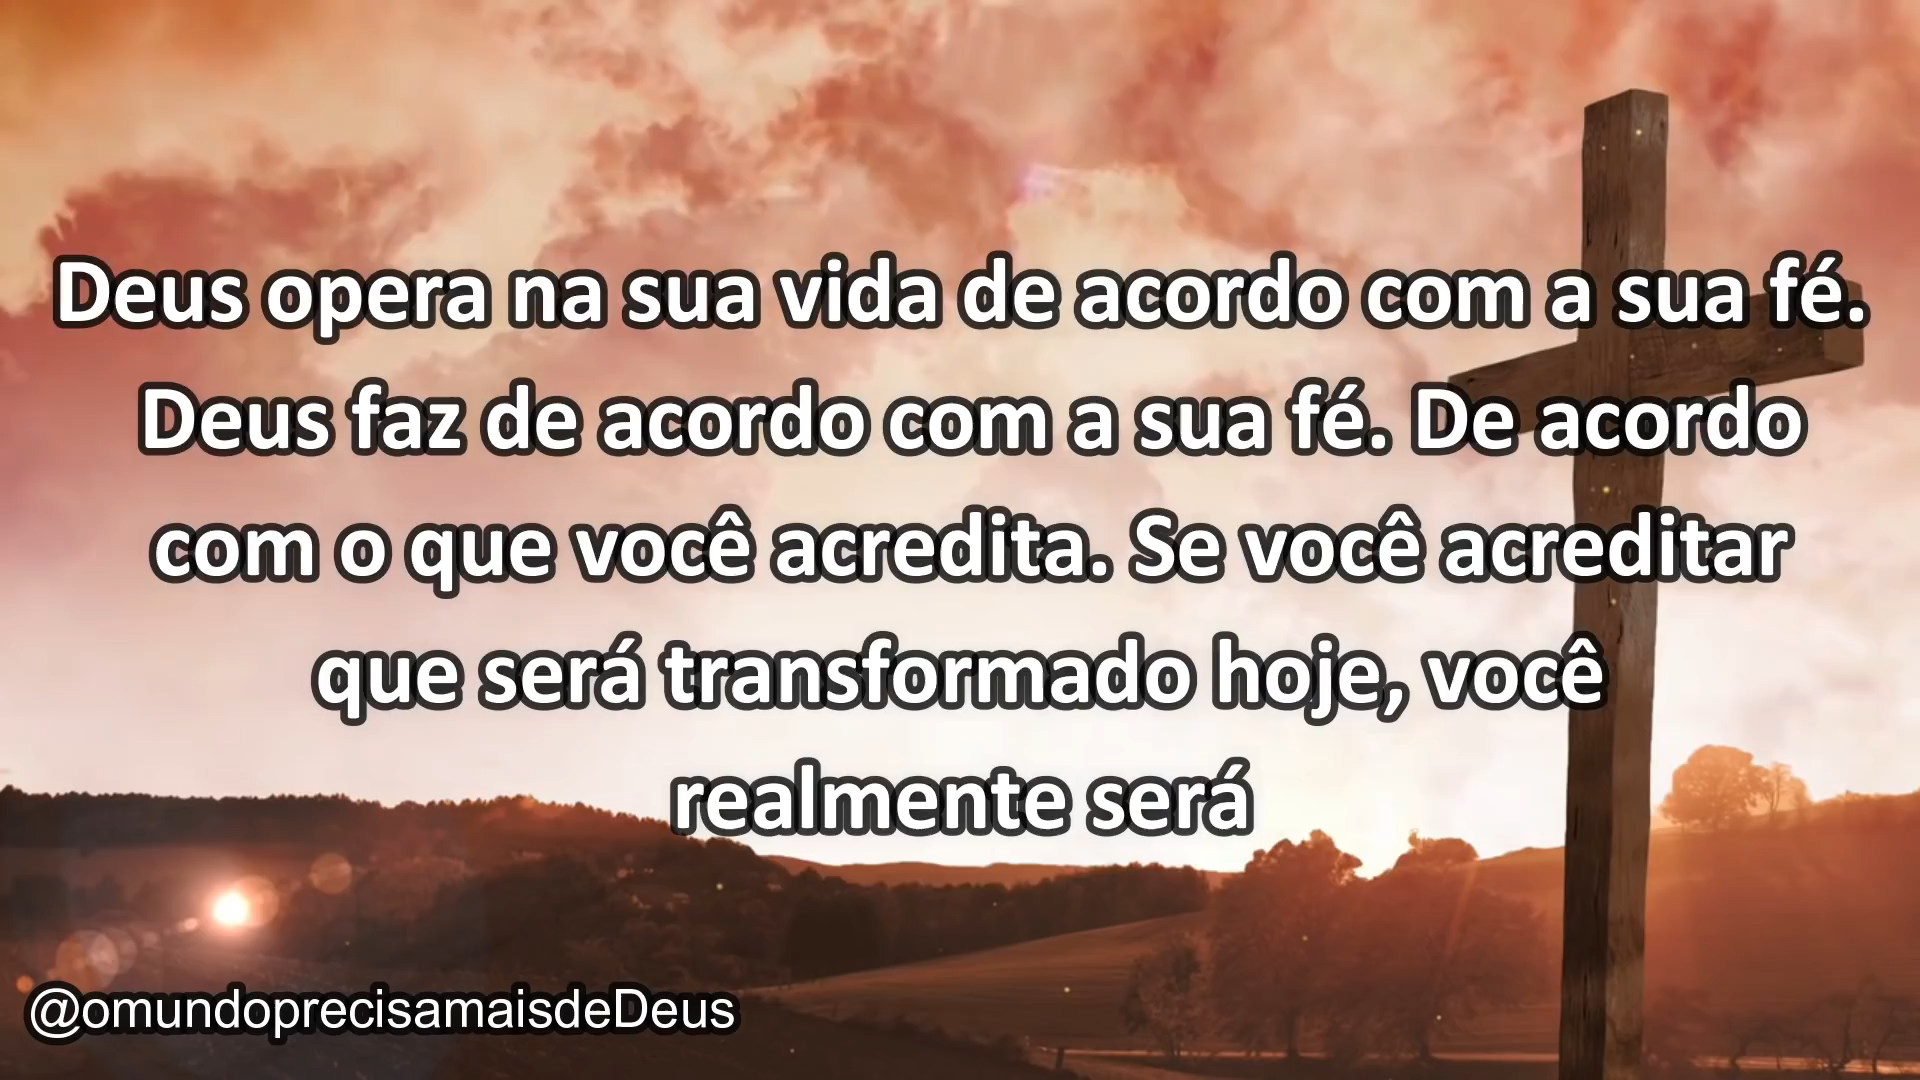 Deus opera na sua vida de acordo com a sua fé.
Deus faz de acordo com a sua fé. De acordo
com o que você acredita. Se você acreditar
que será transformado hoje, você
realmente será
@omundoprecisamaisdeDeus